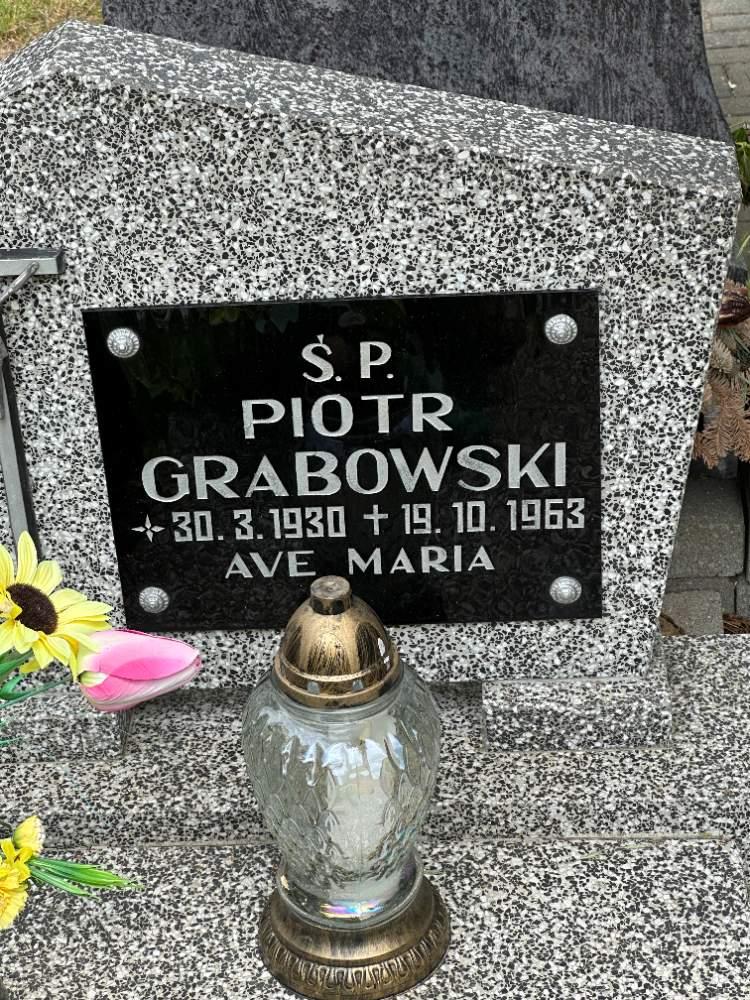 Ś. P.
PIOTR
GRABOWSKI
30. 3. 1930 † 19. 10. 1963
AVE MARIA